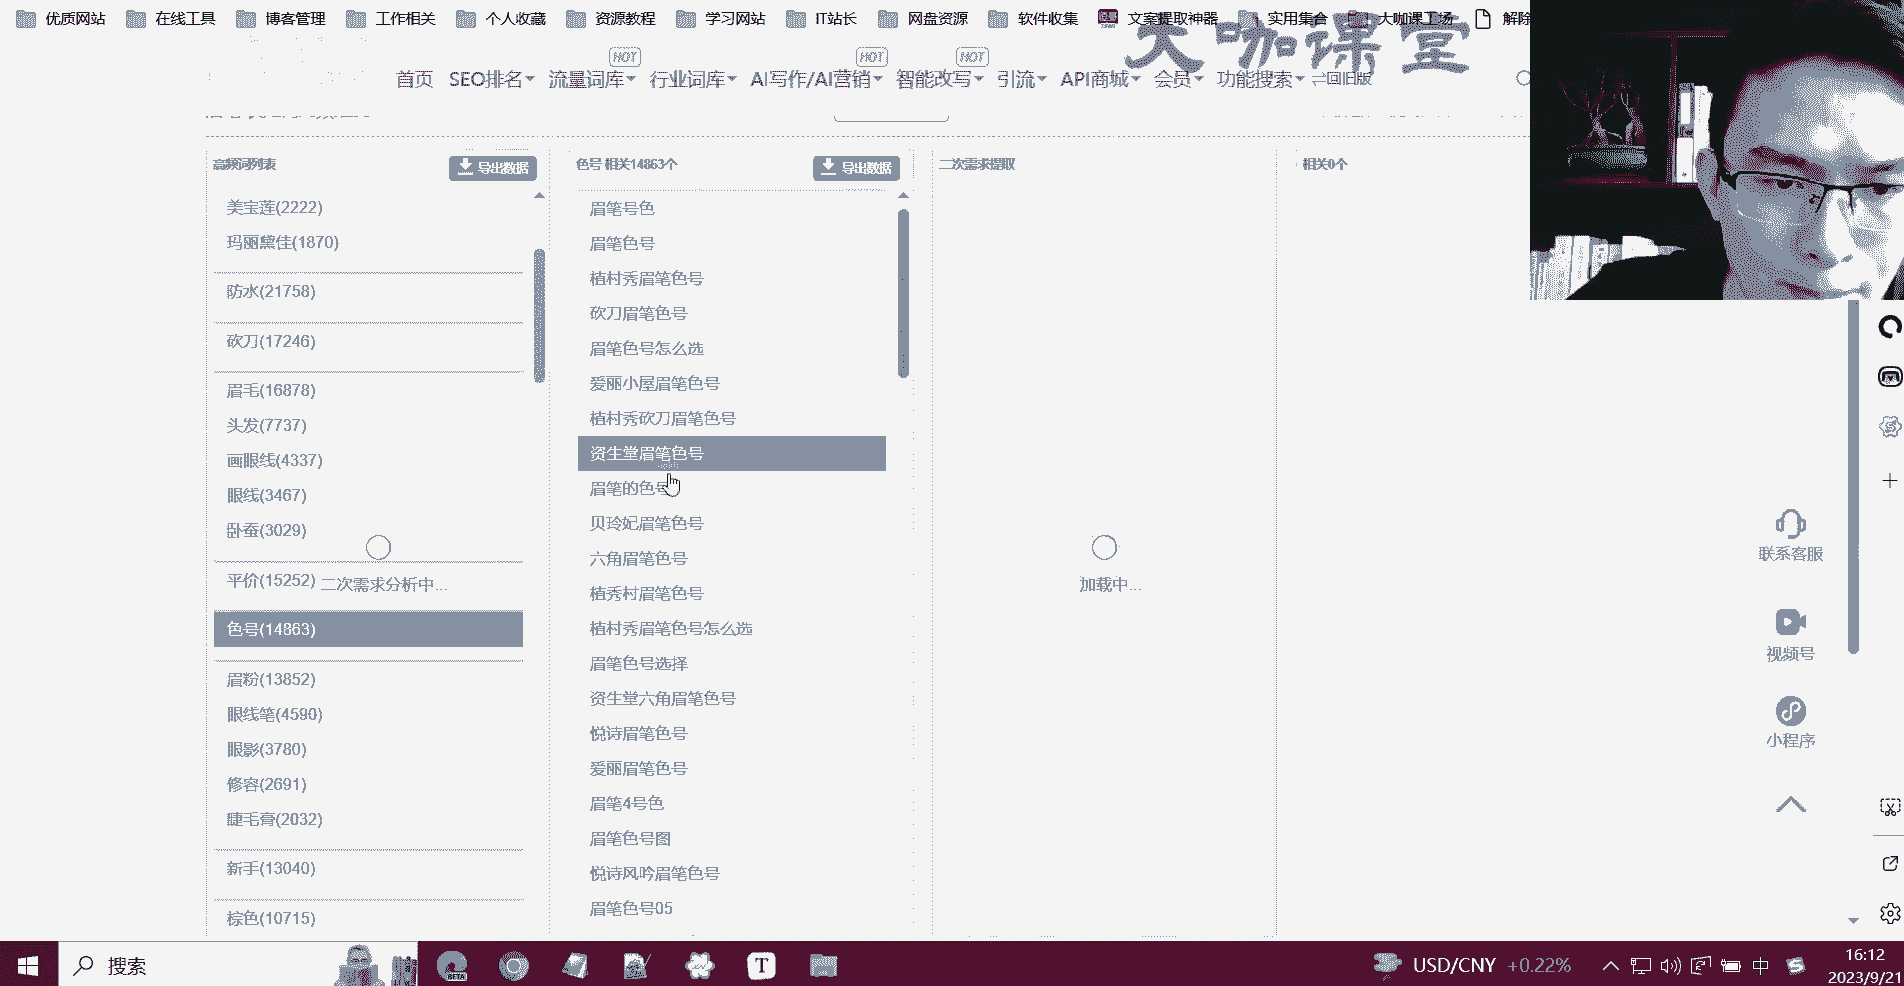 优质网站 在线工具 博客管理 工作相关 个人收藏 资源教程 学习网站 IT站长 网盘资源 软件收集 文案提取神器 实用集合 大咖课工场 解除
大咖课堂
HOT HOT HOT
首页 SEO排名 流量词库 行业词库 AI写作/AI营销 智能改写 引流 API商城 会员 功能搜索 回旧版
高频词列表 导出数据 色号 相关14863个 导出数据 二次需求提取 相关0个
美宝莲(2222)
玛丽黛佳(1870)
防水(21758)
砍刀(17246)
眉毛(16878)
头发(7737)
画眼线(4337)
眼线(3467)
卧蚕(3029)
平价(15252)
二次需求分析中...
色号(14863)
眉粉(13852)
眼线笔(4590)
眼影(3780)
修容(2691)
睫毛膏(2032)
新手(13040)
棕色(10715)
眉笔号色
眉笔色号
植村秀眉笔色号
砍刀眉笔色号
眉笔色号怎么选
爱丽小屋眉笔色号
植村秀砍刀眉笔色号
资生堂眉笔色号
眉笔的色号
贝玲妃眉笔色号
六角眉笔色号
植秀村眉笔色号
植村秀眉笔色号怎么选
眉笔色号选择
资生堂六角眉笔色号
悦诗眉笔色号
爱丽眉笔色号
眉笔4号色
眉笔色号图
悦诗风吟眉笔色号
眉笔色号05
加载中...
联系客服
视频号
小程序
搜索
BETA
T
USD/CNY +0.22%
中
16:12
2023/9/21